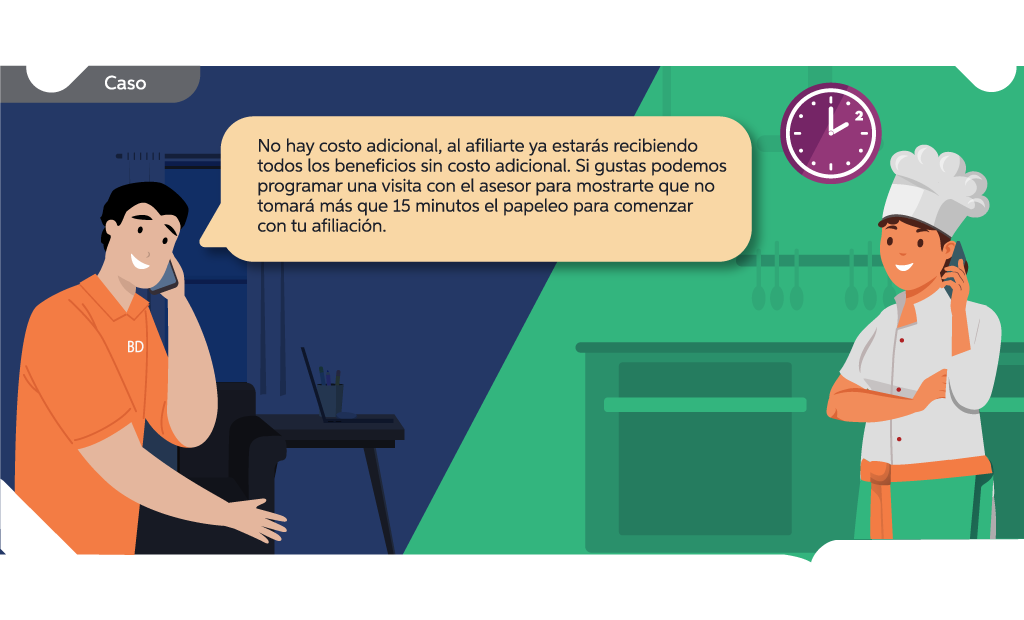 Caso
No hay costo adicional, al afiliarte ya estarás recibiendo
todos los beneficios sin costo adicional. Si gustas podemos
programar una visita con el asesor para mostrarte que no
tomará más que 15 minutos el papeleo para comenzar
con tu afiliación.
2
BD